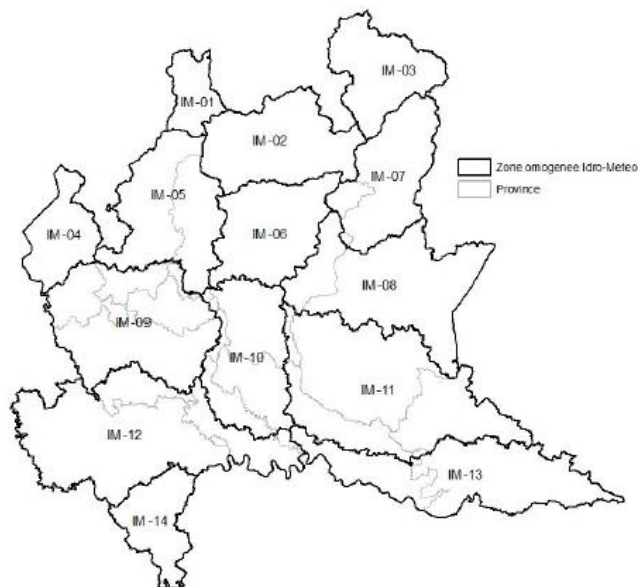 IM-03
IM-01
IM-02
Zone omogenee Idro-Meteo
IM-07
Province
IM-05
IM-04
IM-06
IM-08
IM-09
IM-10
IM-11
IM-12
IM-13
IM-14